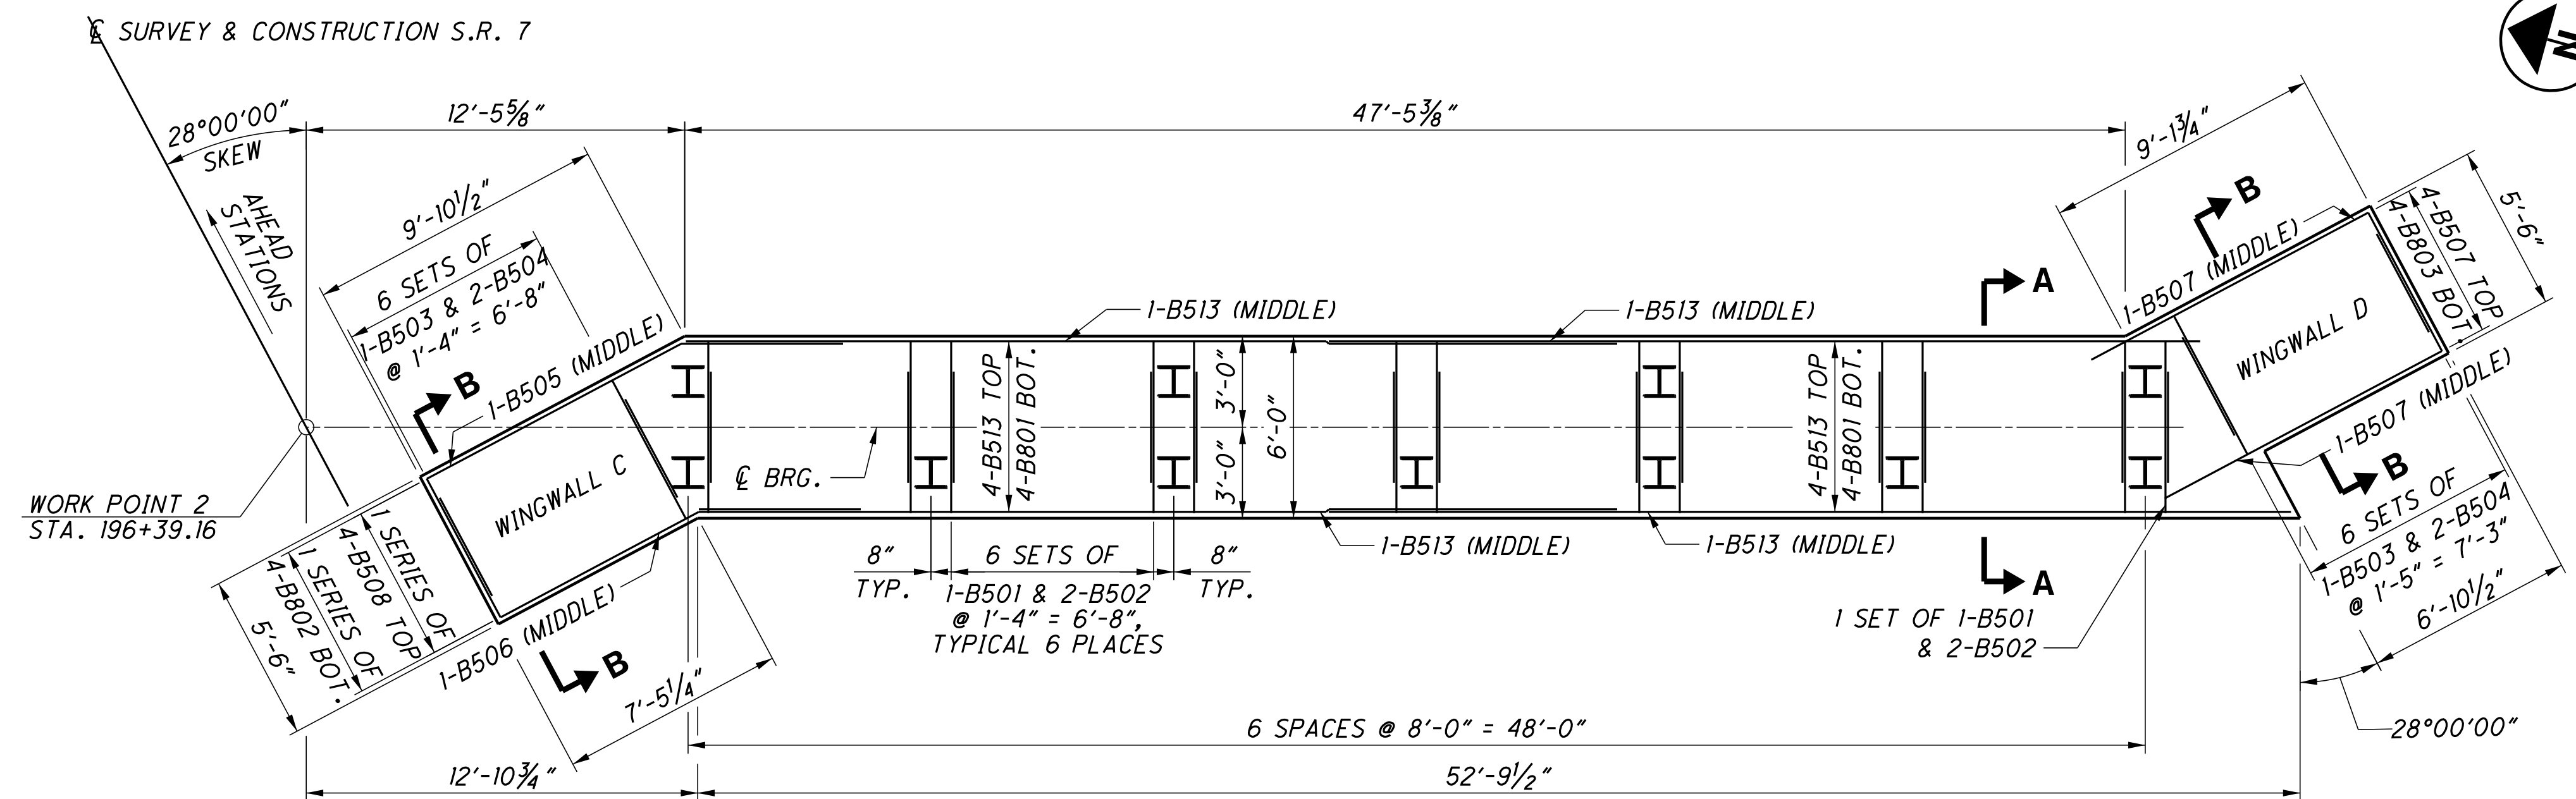 ℄ SURVEY & CONSTRUCTION S.R. 7
N
28°00'00"
SKEW
12'-5⅝"
47'-5⅜"
9'-1¾"
AHEAD
STATIONS
9'-10½"
6 SETS OF
1-B503 & 2-B504
@ 1'-4" = 6'-8"
1-B505 (MIDDLE)
B
1-B513 (MIDDLE)
1-B513 (MIDDLE)
A
B
1-B507 (MIDDLE)
4-B507 TOP
4-B803 BOT.
5'-6"
WINGWALL C
℄ BRG.
4-B513 TOP
4-B801 BOT.
3'-0"
3'-0"
6'-0"
4-B513 TOP
4-B801 BOT.
WINGWALL D
1-B507 (MIDDLE)
B
WORK POINT 2
STA. 196+39.16
1 SERIES OF
4-B508 TOP
1 SERIES OF
4-B802 BOT.
5'-6"
1-B506 (MIDDLE)
B
7'-5¼"
8"
TYP.
6 SETS OF
1-B501 & 2-B502
@ 1'-4" = 6'-8",
TYPICAL 6 PLACES
8"
TYP.
1-B513 (MIDDLE)
1-B513 (MIDDLE)
A
1 SET OF 1-B501
& 2-B502
6 SETS OF
1-B503 & 2-B504
@ 1'-5" = 7'-3"
6'-10½"
28°00'00"
6 SPACES @ 8'-0" = 48'-0"
12'-10¾"
52'-9½"